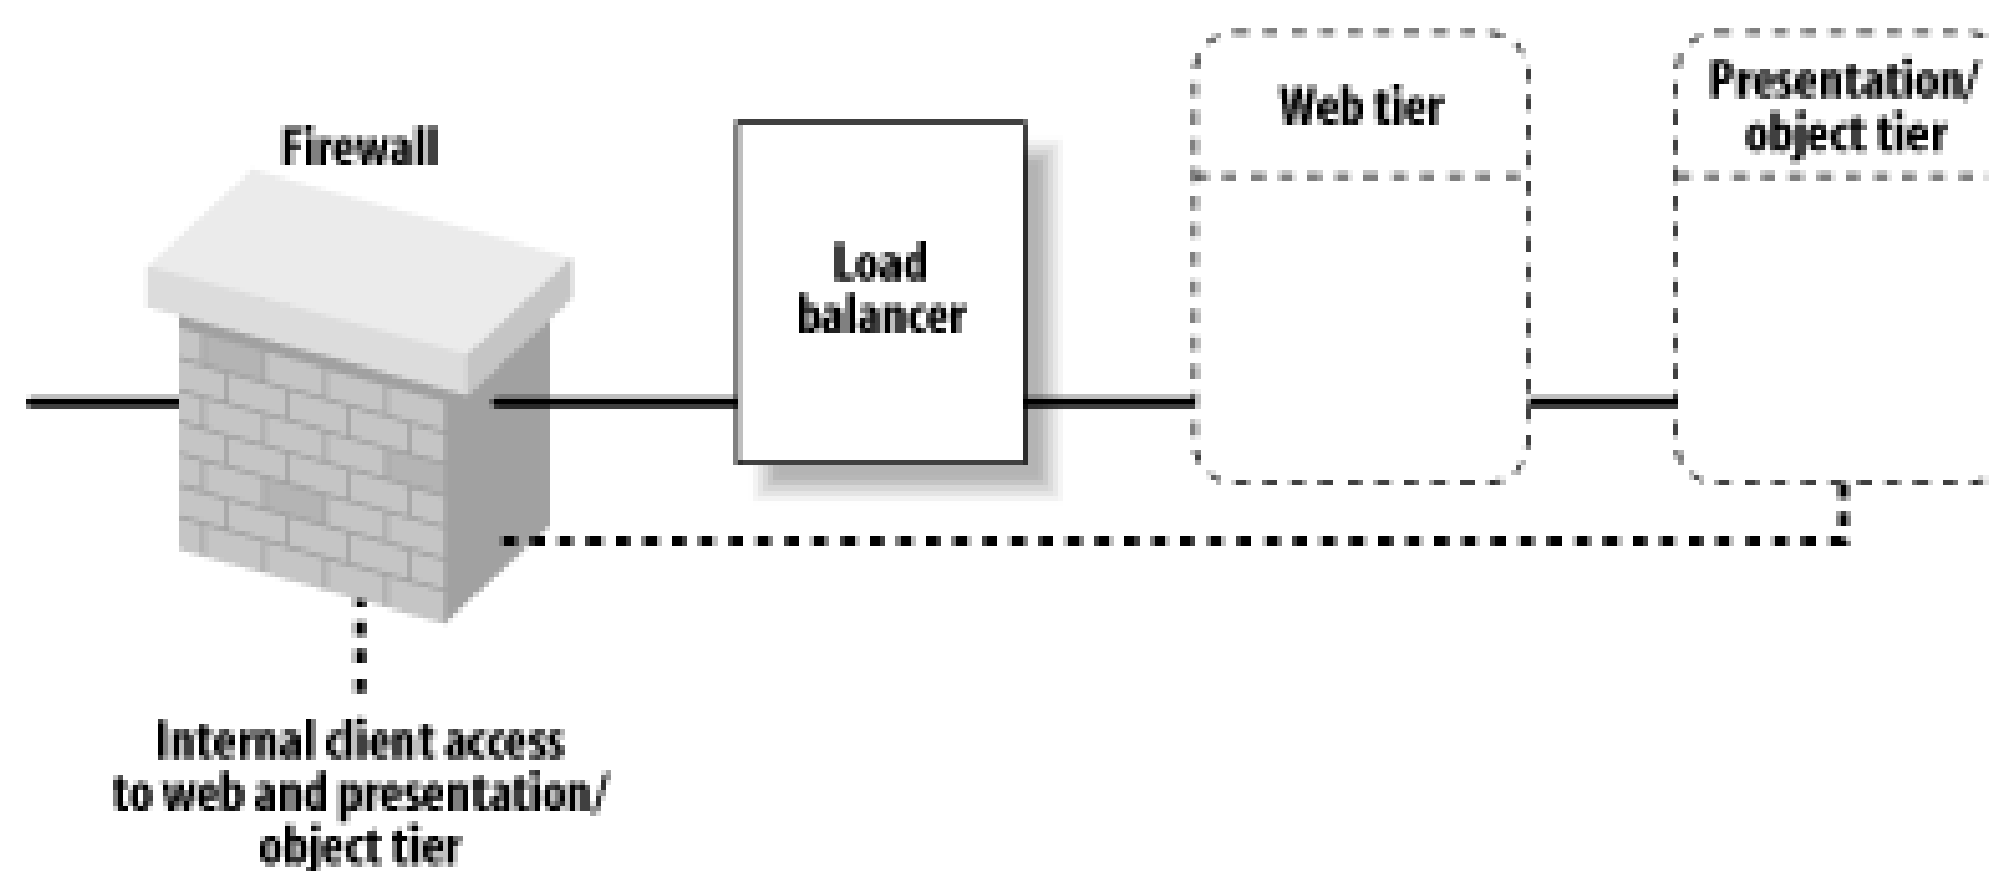 Firewall
Load
balancer
Web tier
Presentation/
object tier
Internal client access
to web and presentation/
object tier